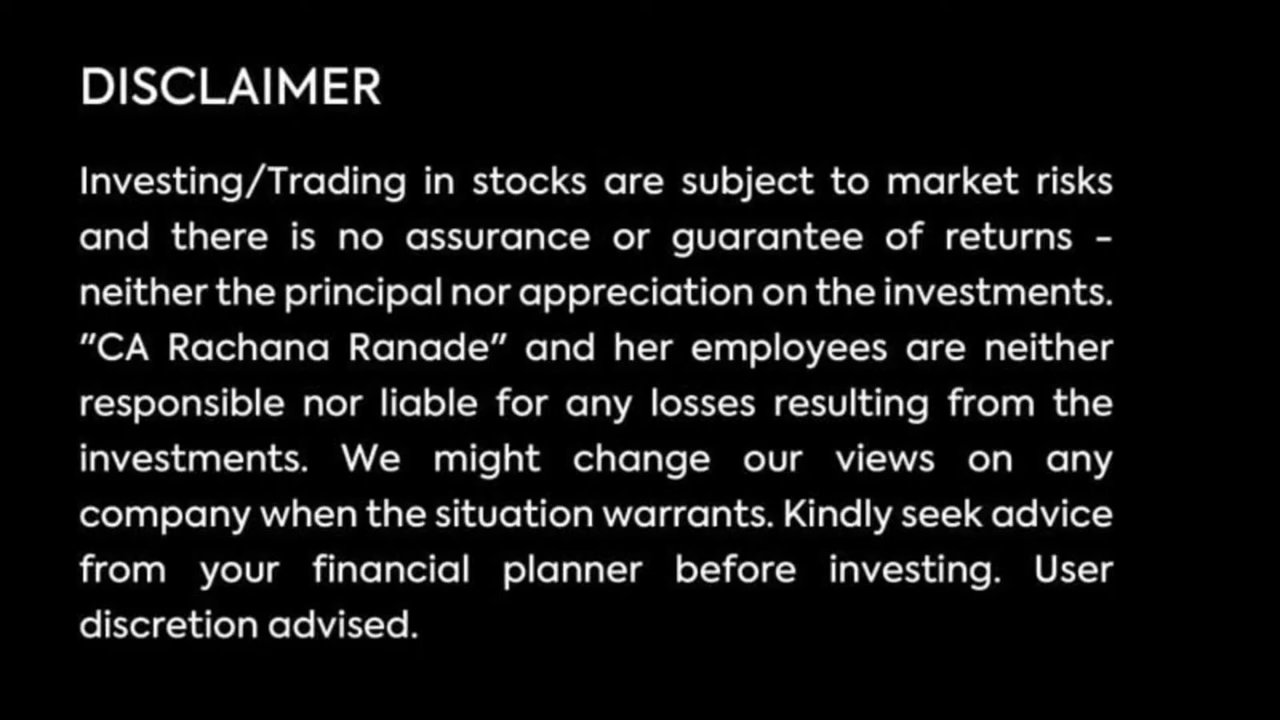 DISCLAIMER
Investing/Trading in stocks are subject to market risks
and there is no assurance or guarantee of returns -
neither the principal nor appreciation on the investments.
"CA Rachana Ranade" and her employees are neither
responsible nor liable for any losses resulting from the
investments. We might change our views on any
company when the situation warrants. Kindly seek advice
from your financial planner before investing. User
discretion advised.